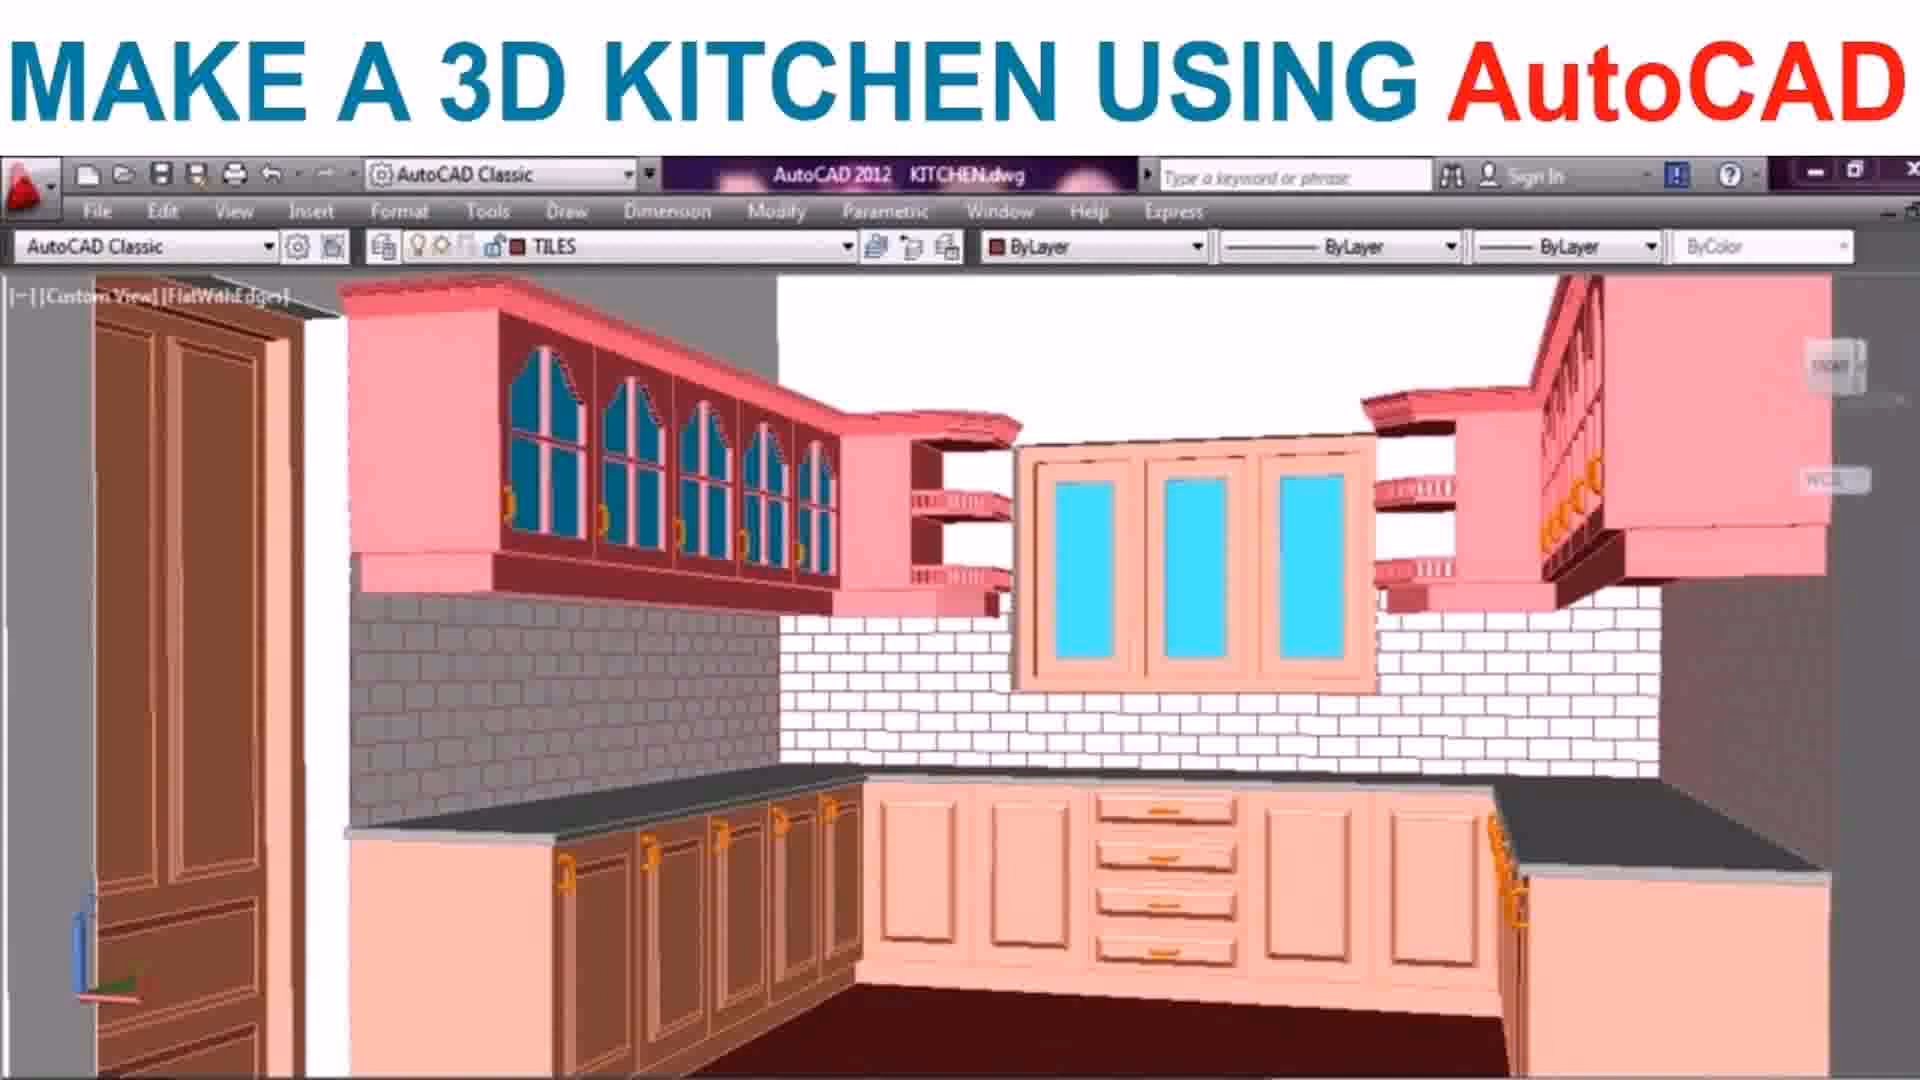 MAKE A 3D KITCHEN USING AutoCAD
AutoCAD Classic AutoCAD 2012 KITCHEN.dwg Type a keyword or phrase Sign In
File Edit View Insert Format Tools Draw Dimension Modify Parametric Window Help Express
AutoCAD Classic TILES ByLayer ByLayer ByLayer ByColor
[−][Custom View][FlatWithEdges]
FRONT
WCS